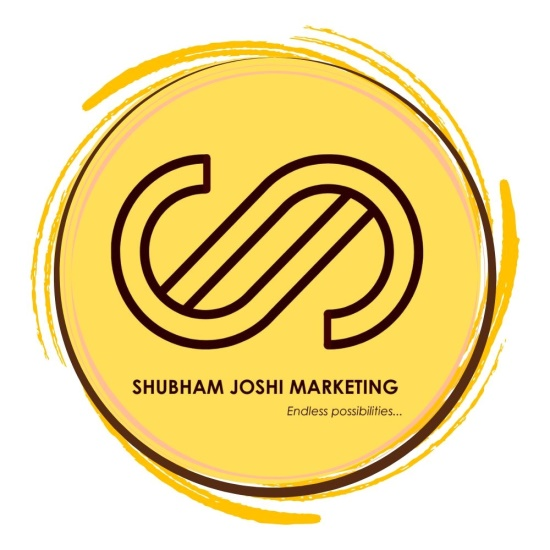 SHUBHAM JOSHI MARKETING
Endless possibilities...